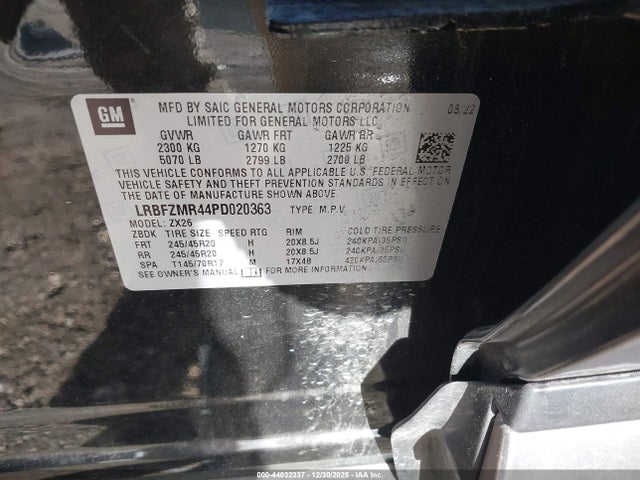 GM
MFD BY SAIC GENERAL MOTORS CORPORATION 08/22
LIMITED FOR GENERAL MOTORS LLC.
GVWR GAWR FRT GAWR RR
2300 KG 1270 KG 1225 KG
5070 LB 2799 LB 2700 LB
THIS VEHICLE CONFORMS TO ALL APPLICABLE U.S. FEDERAL MOTOR
VEHICLE SAFETY AND THEFT PREVENTION STANDARDS IN EFFECT ON
THE DATE OF MANUFACTURE SHOWN ABOVE.
LRBFZMR44PD020363 TYPE: M.P.V.
MODEL: ZX26
ZBDK TIRE SIZE SPEED RTG RIM COLD TIRE PRESSURE
FRT 245/45R20 H 20X8.5J 240KPA(35PSI)
RR 245/45R20 H 20X8.5J 240KPA(35PSI)
SPA T145/70R17 M 17X4B 420KPA(60PSI)
SEE OWNER'S MANUAL
000-44032337 - 12/30/2025 - IAA